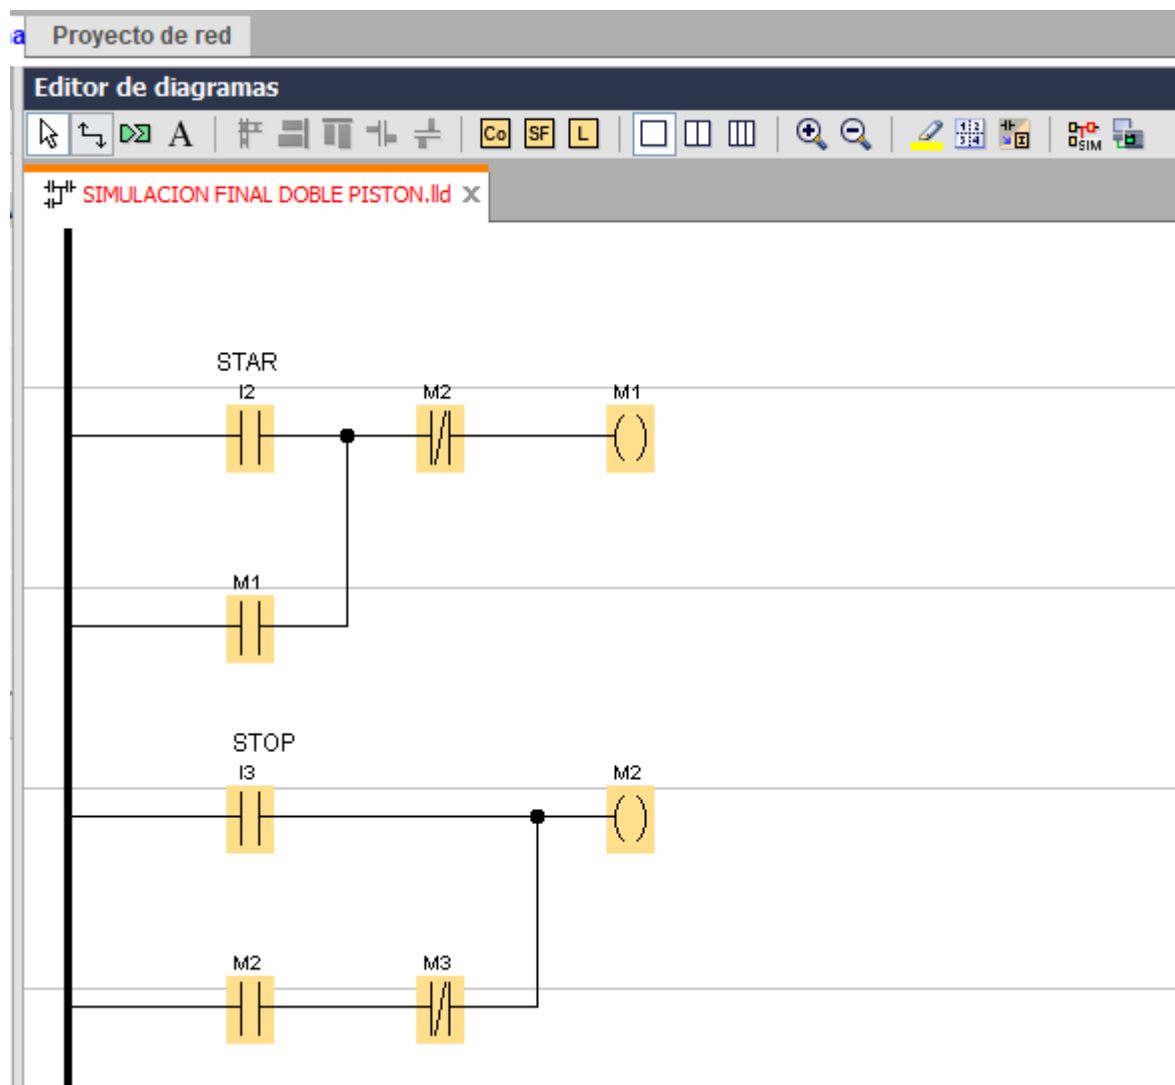 Proyecto de red
Editor de diagramas
A Co SF L SIM
SIMULACION FINAL DOBLE PISTON.lld X
STAR
I2 M2 M1
M1
STOP
I3 M2
M2 M3